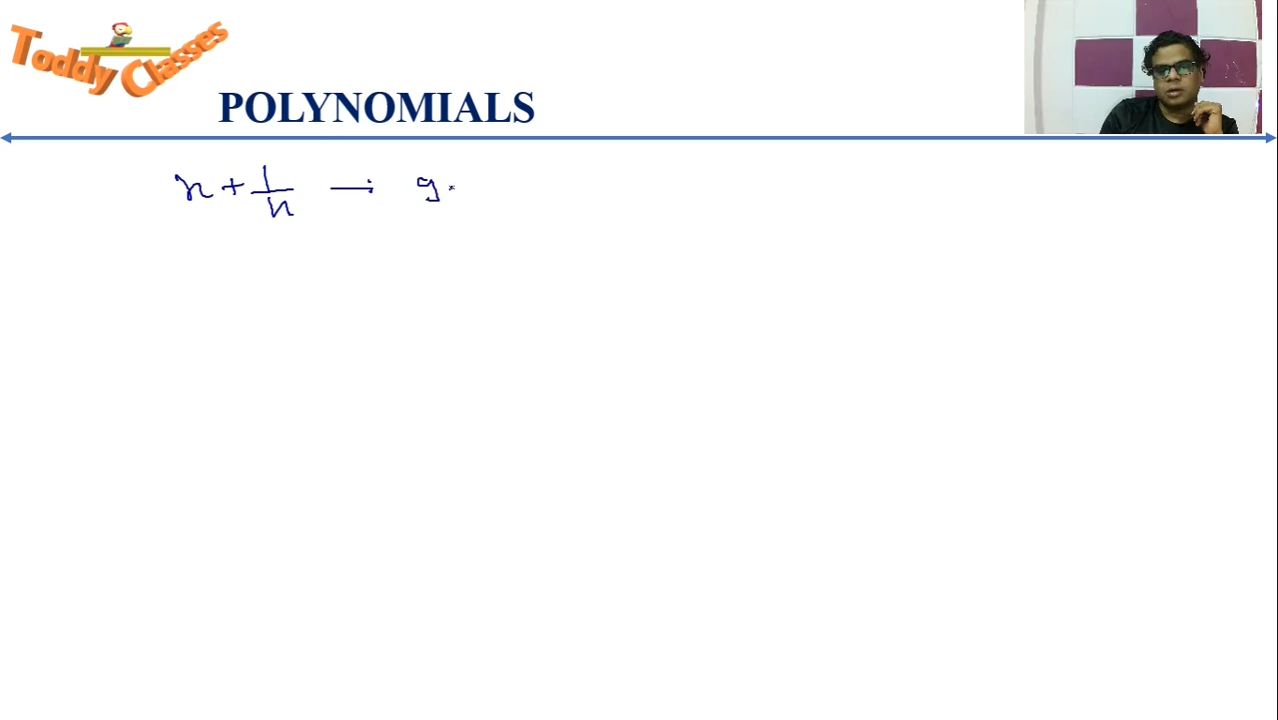 Toddy Classes
POLYNOMIALS
x + 1/x — 9.